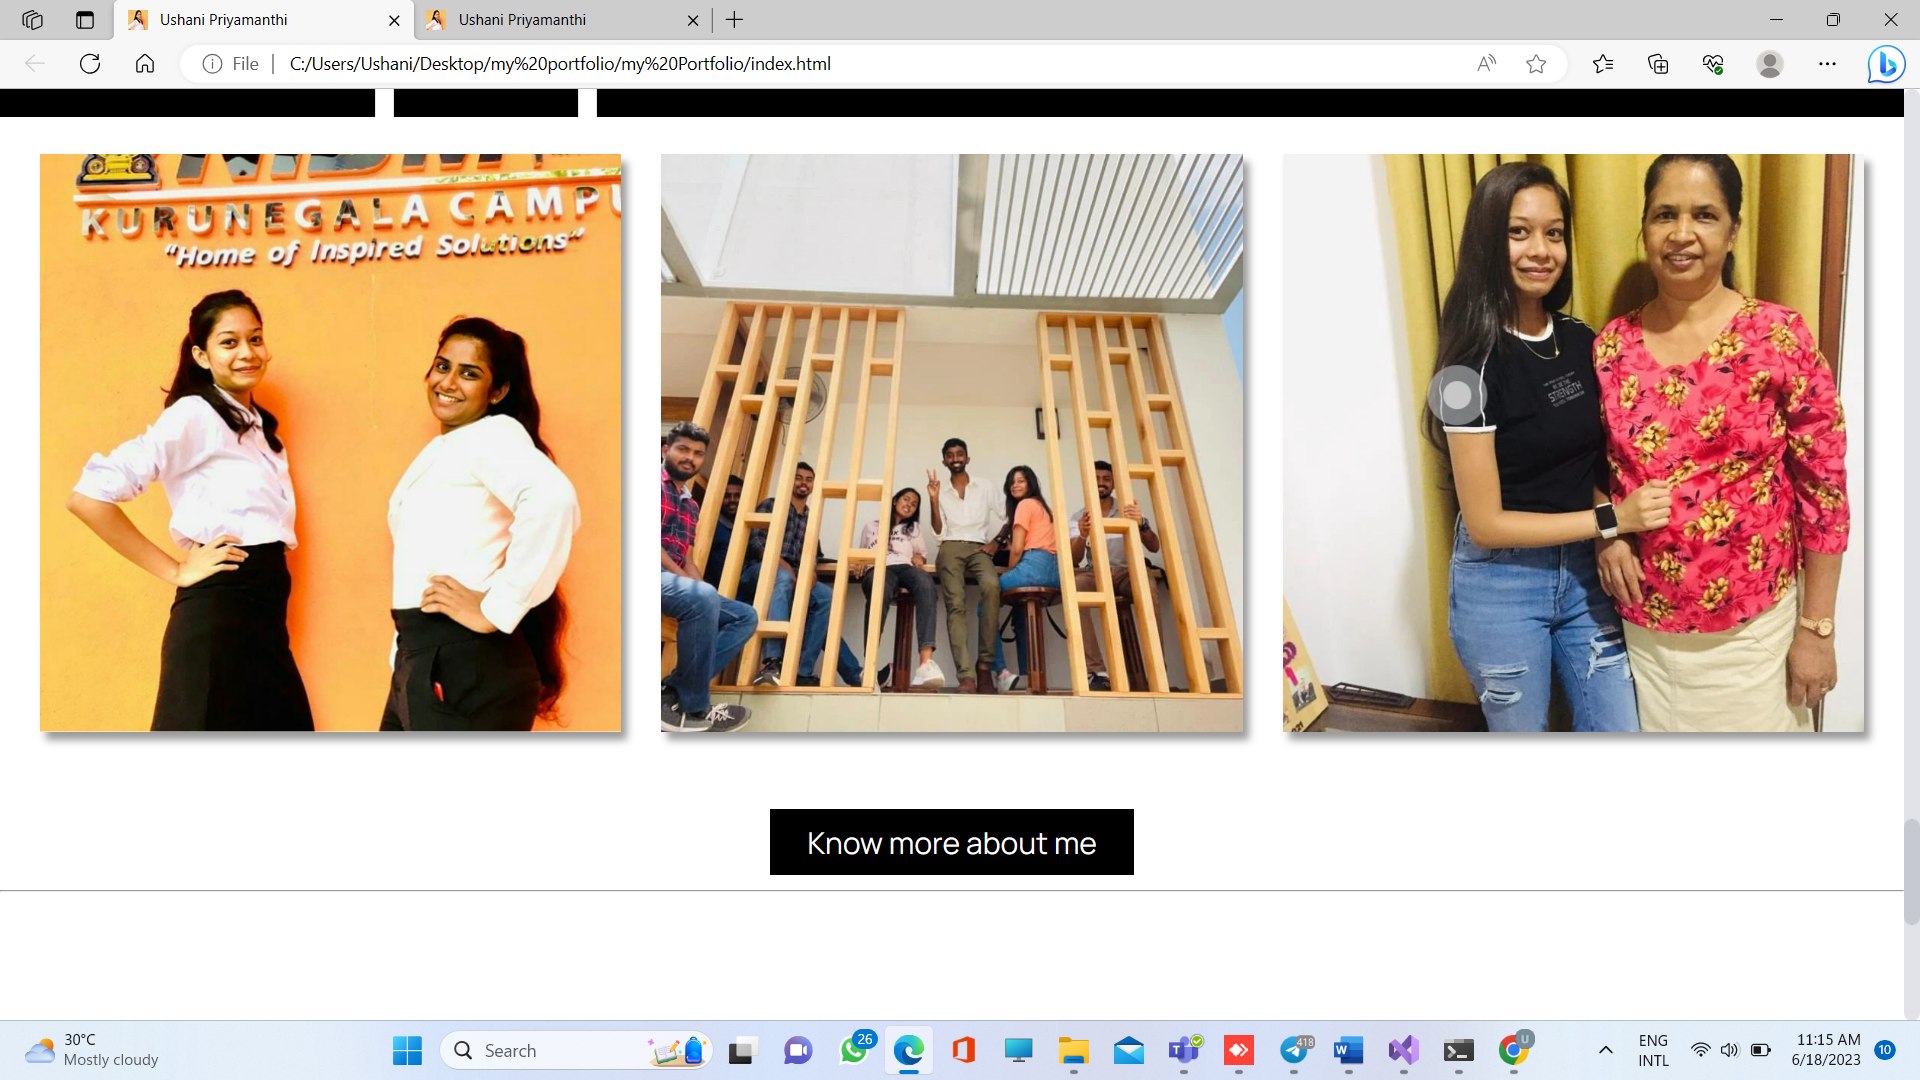 Ushani Priyamanthi
Ushani Priyamanthi
File
C:/Users/Ushani/Desktop/my%20portfolio/my%20Portfolio/index.html
KURUNEGALA CAMPU
"Home of Inspired Solutions"
STRENGTH
Know more about me
30°C
Mostly cloudy
Search
26
418
U
ENG
INTL
11:15 AM
6/18/2023
10